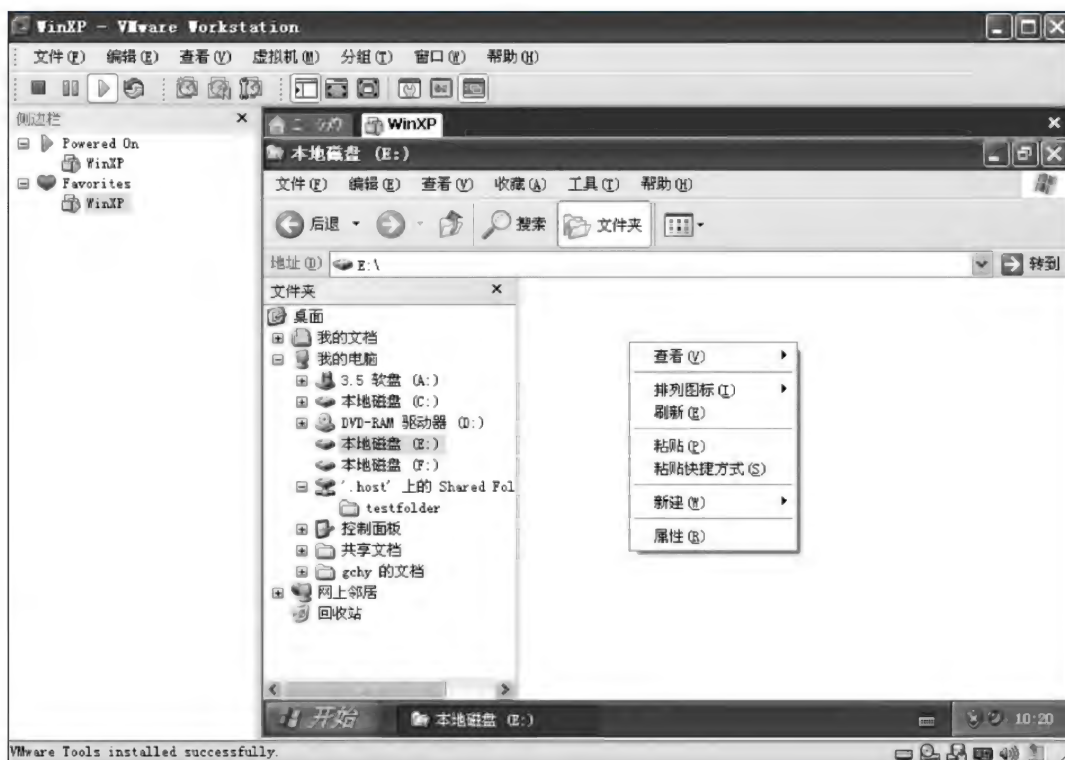 WinXP - VMware Workstation
文件(F) 编辑(E) 查看(V) 虚拟机(M) 分组(T) 窗口(W) 帮助(H)
侧边栏
Powered On
WinXP
Favorites
WinXP
WinXP
本地磁盘 (E:)
文件(F) 编辑(E) 查看(V) 收藏(A) 工具(T) 帮助(H)
后退 搜索 文件夹
地址(D) E:\ 转到
文件夹
桌面
我的文档
我的电脑
3.5 软盘 (A:)
本地磁盘 (C:)
DVD-RAM 驱动器 (D:)
本地磁盘 (E:)
本地磁盘 (F:)
'.host' 上的 Shared Fol
testfolder
控制面板
共享文档
gchy 的文档
网上邻居
回收站
查看(V)
排列图标(I)
刷新(E)
粘贴(P)
粘贴快捷方式(S)
新建(W)
属性(R)
开始 本地磁盘 (E:) 10:20
VMware Tools installed successfully.